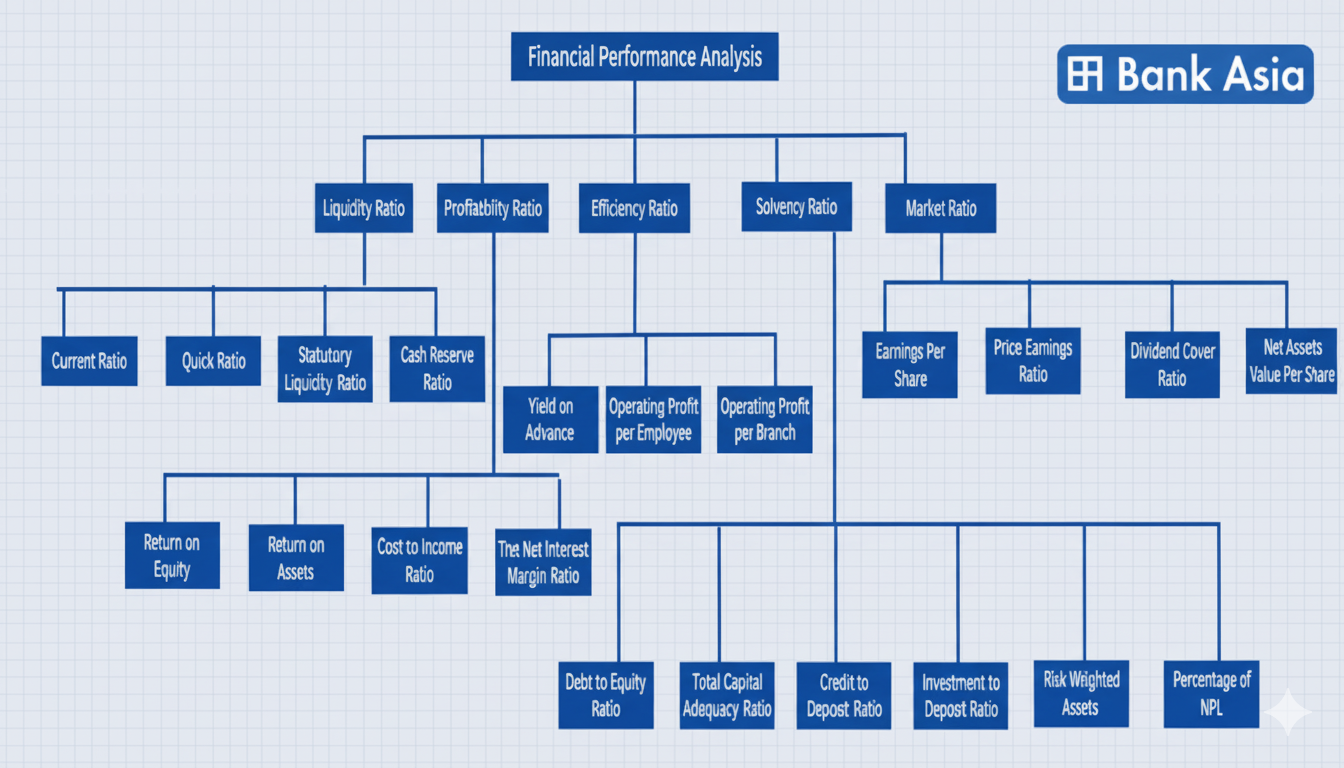 Financial Performance Analysis
Bank Asia
Liquidity Ratio
Profiatbliity Ratio
Efficiency Ratio
Solvency Ratio
Market Ratio
Current Ratio
Quick Ratio
Statutory
Liquidity Ratio
Cash Reserve
Ratio
Yield on
Advance
Operating Profit
per Employee
Operating Profit
per Branch
Earnings Per
Share
Price Earnings
Ratio
Dividend Cover
Ratio
Net Assets
Value Per Share
Return on
Equity
Return on
Assets
Cost to Income
Ratio
The Net Interest
Margin Ratio
Debt to Equity
Ratio
Total Capital
Adequacy Ratio
Credit to
Deposit Ratio
Investment to
Deport Ratio
Risk Wrighted
Assets
Percentage of
NPL